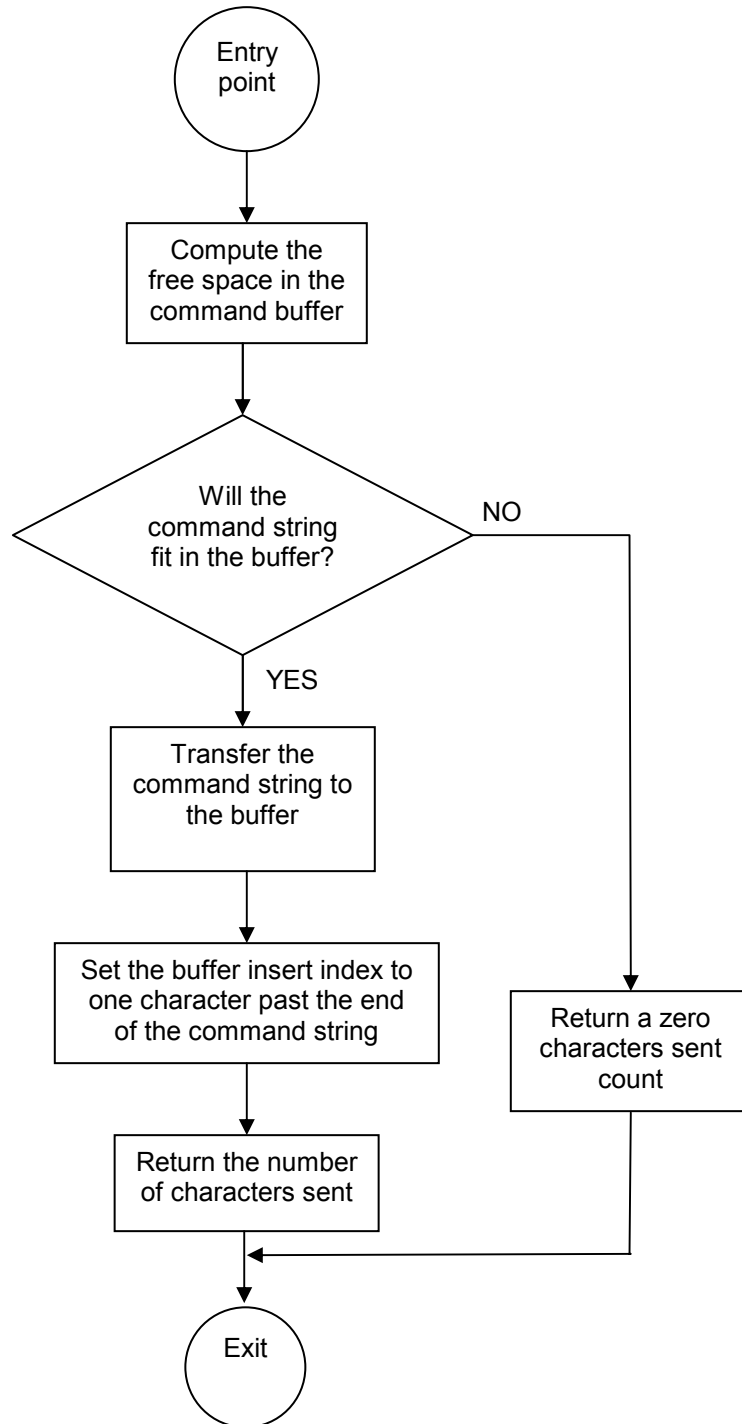 Entry
point
Compute the
free space in the
command buffer
Will the
command string
fit in the buffer?
NO
YES
Transfer the
command string to
the buffer
Set the buffer insert index to
one character past the end
of the command string
Return a zero
characters sent
count
Return the number
of characters sent
Exit